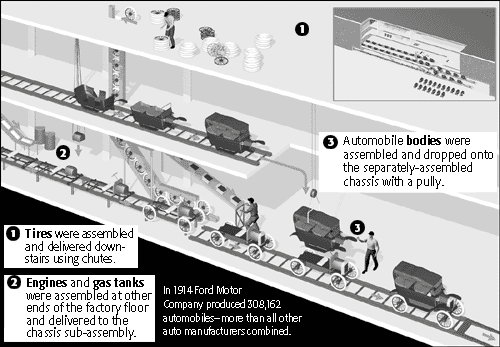 1
3 Automobile bodies were
assembled and dropped onto
the separately-assembled
chassis with a pully.
2
3
1 Tires were assembled
and delivered down-
stairs using chutes.
2 Engines and gas tanks
were assembled at other
ends of the factory floor
and delivered to the
chassis sub-assembly.
In 1914 Ford Motor
Company produced 308,162
automobiles—more than all other
auto manufacturers combined.